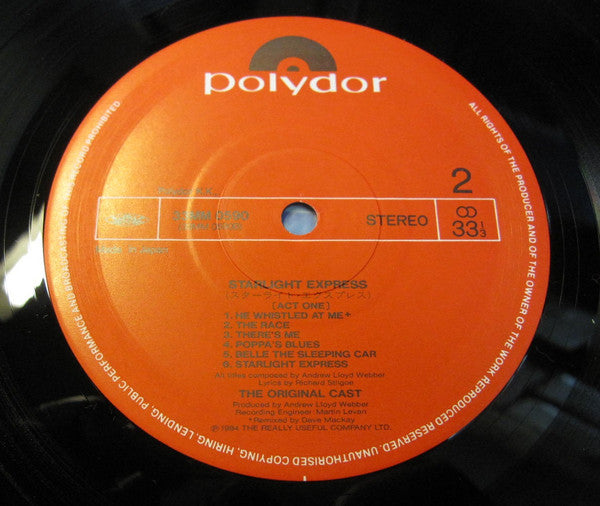 polydor
2
STEREO
33 1/3
STARLIGHT EXPRESS
(スターライト・エクスプレス)
[ACT ONE]
1. HE WHISTLED AT ME+
2. THE RACE
3. THERE'S ME
4. POPPA'S BLUES
5. BELLE THE SLEEPING CAR
6. STARLIGHT EXPRESS
All titles composed by Andrew Lloyd Webber
Lyrics by Richard Stilgoe
THE ORIGINAL CAST
Produced by Andrew Lloyd Webber
Recording Engineer: Martin Levan
+Remixed by Dave Mackay
℗ 1984 THE REALLY USEFUL COMPANY LTD.
ALL RIGHTS OF THE PRODUCER AND OF THE OWNER OF THE WORK REPRODUCED RESERVED. UNAUTHORISED COPYING, HIRING, LENDING, PUBLIC PERFORMANCE AND BROADCASTING OF THIS RECORD PROHIBITED